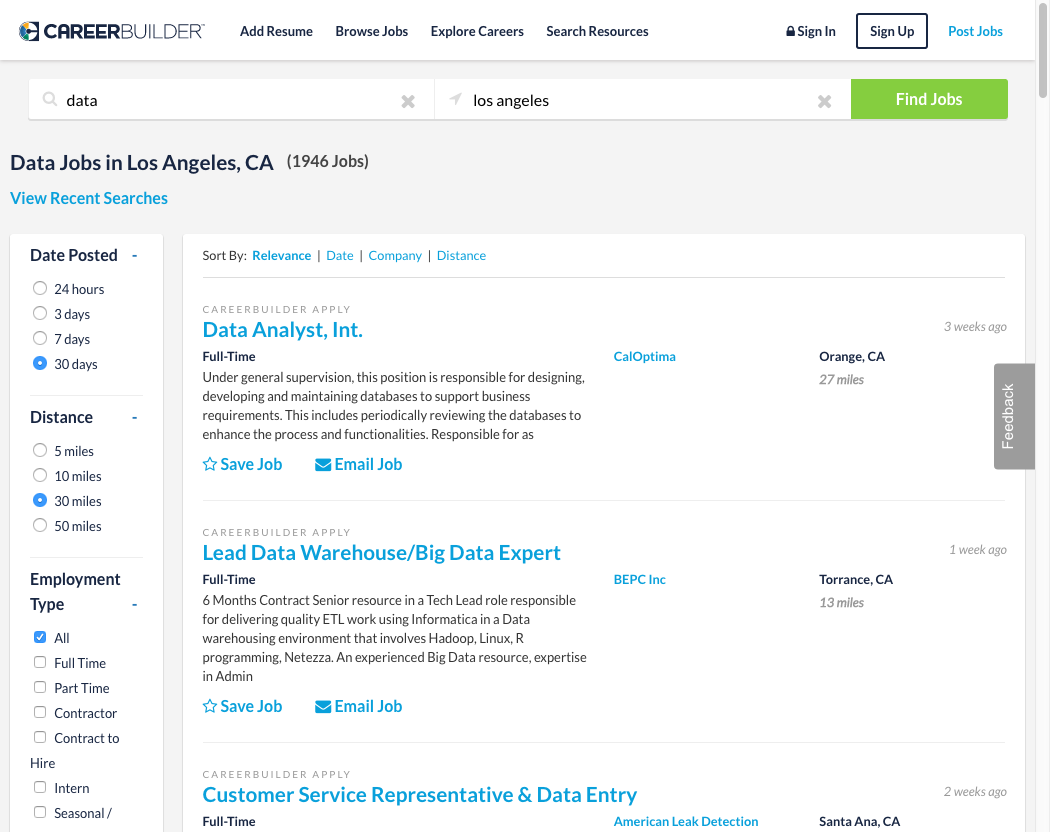 CAREERBUILDER™ Add Resume Browse Jobs Explore Careers Search Resources Sign In Sign Up Post Jobs
data los angeles Find Jobs
Data Jobs in Los Angeles, CA (1946 Jobs)
View Recent Searches
Date Posted -
24 hours
3 days
7 days
30 days
Distance -
5 miles
10 miles
30 miles
50 miles
Employment
Type -
All
Full Time
Part Time
Contractor
Contract to
Hire
Intern
Seasonal /
Sort By: Relevance | Date | Company | Distance
CAREERBUILDER APPLY
Data Analyst, Int. 3 weeks ago
Full-Time CalOptima Orange, CA
27 miles
Under general supervision, this position is responsible for designing,
developing and maintaining databases to support business
requirements. This includes periodically reviewing the databases to
enhance the process and functionalities. Responsible for as
Save Job Email Job
CAREERBUILDER APPLY
Lead Data Warehouse/Big Data Expert 1 week ago
Full-Time BEPC Inc Torrance, CA
13 miles
6 Months Contract Senior resource in a Tech Lead role responsible
for delivering quality ETL work using Informatica in a Data
warehousing environment that involves Hadoop, Linux, R
programming, Netezza. An experienced Big Data resource, expertise
in Admin
Save Job Email Job
CAREERBUILDER APPLY
Customer Service Representative & Data Entry 2 weeks ago
Full-Time American Leak Detection Santa Ana, CA
Feedback